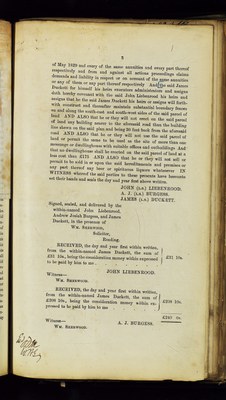 3
of May 1839 and every of the same annuities and every part thereof
respectively and from and against all actions proceedings claims
demands and liability in respect or on account of the same annuities
or any of them or any part thereof respectively And the said James
Duckett for himself his heirs executors administrators and assigns
doth hereby covenant with the said John Liebenrood his heirs and
assigns that he the said James Duckett his heirs or assigns will forth-
with construct and thereafter maintain substantial boundary fences
on and along the south-east and south-west sides of the said parcel of
land AND ALSO that he or they will not erect on the said parcel
of land any building nearer to the aforesaid road than the building
line shewn on the said plan and being 20 feet back from the aforesaid
road AND ALSO that he or they will not use the said parcel of
land or permit the same to be used as the site of more than one
messuage or dwellinghouse with suitable offices and outbuildings And
that no dwellinghouse shall be erected on the said parcel of land at a
less cost than £175 AND ALSO that he or they will not sell or
permit to be sold in or upon the said hereditaments and premises or
any part thereof any beer or spirituous liquors whatsoever IN
WITNESS whereof the said parties to these presents have hereunto
set their hands and seals the day and year first above written.
JOHN (L.S.) LIEBENROOD.
A. J. (L.S.) BURGESS.
JAMES (L.S.) DUCKETT.
Signed, sealed, and delivered by the
within-named John Liebenrood,
Andrew Josiah Burgess, and James
Duckett, in the presence of
WM. SHERWOOD,
Solicitor,
Reading.
RECEIVED, the day and year first within written,
from the within-named James Duckett, the sum of
£31 10s., being the consideration money within expressed
to be paid by him to me
£31 10s.
JOHN LIEBENROOD.
Witness—
WM. SHERWOOD.
RECEIVED, the day and year first within written,
from the within-named James Duckett, the sum of
£208 10s., being the consideration money within ex-
pressed to be paid by him to me
£208 10s.
£240 0s.
A. J. BURGESS.
Witness—
WM. SHERWOOD.